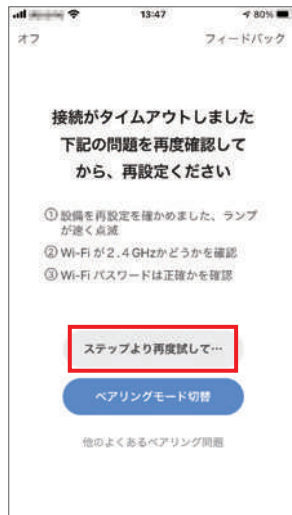 13:47 80%
オフ フィードバック
接続がタイムアウトしました
下記の問題を再度確認して
から、再設定ください
① 設備を再設定を確かめました、ランプ
が速く点滅
② Wi-Fi が2.4GHzかどうかを確認
③ Wi-Fi パスワードは正確かを確認
ステップより再度試して…
ペアリングモード切替
他のよくあるペアリング問題